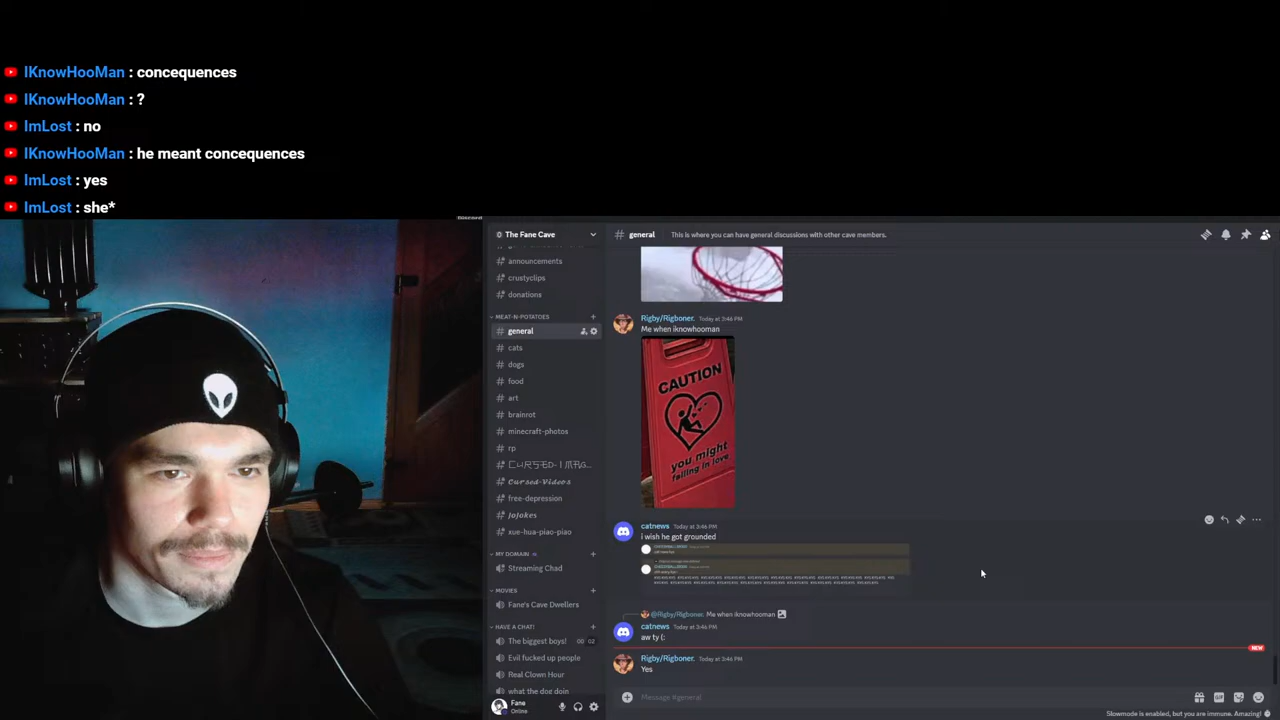 IKnowHooMan : concequences
IKnowHooMan : ?
ImLost : no
IKnowHooMan : he meant concequences
ImLost : yes
ImLost : she*
The Fane Cave
announcements
crustyclips
donations
MEAT-N-POTATOES
general
cats
dogs
food
art
brainrot
minecraft-photos
rp
Cursed-Videos
free-depression
JoJokes
xue-hua-piao-piao
MY DOMAIN
Streaming Chad
MOVIES
Fane's Cave Dwellers
HAVE A CHAT!
The biggest boys! 00 02
Evil fucked up people
Real Clown Hour
what the dog doin
Fane
Online
general This is where you can have general discussions with other cave members.
Rigby/Rigboner. Today at 3:46 PM
Me when iknowhooman
CAUTION
you might
falling in love
catnews Today at 3:46 PM
i wish he got grounded
@Rigby/Rigboner. Me when iknowhooman
catnews Today at 3:46 PM
aw ty (:
NEW
Rigby/Rigboner. Today at 3:46 PM
Yes
Message #general
Slowmode is enabled, but you are immune. Amazing!